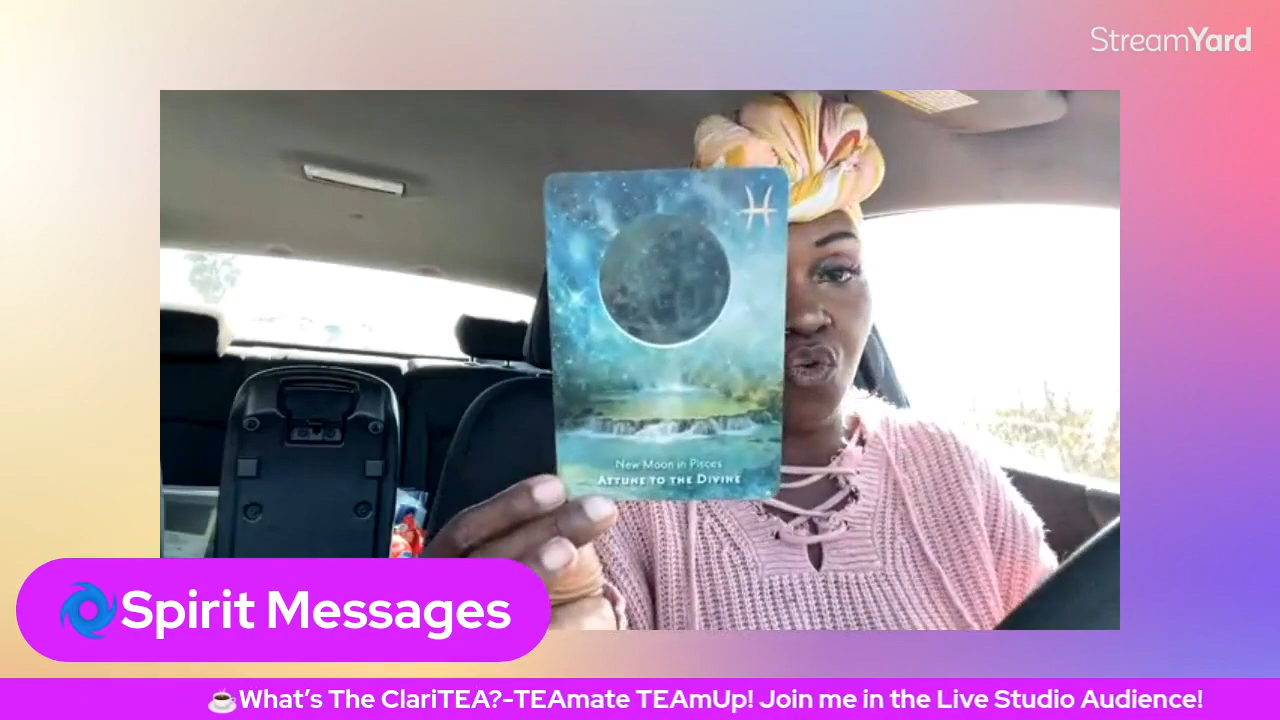 StreamYard
New Moon in Pisces
Attune to the Divine
Spirit Messages
What's The ClariTEA?-TEAmate TEAmUp! Join me in the Live Studio Audience!